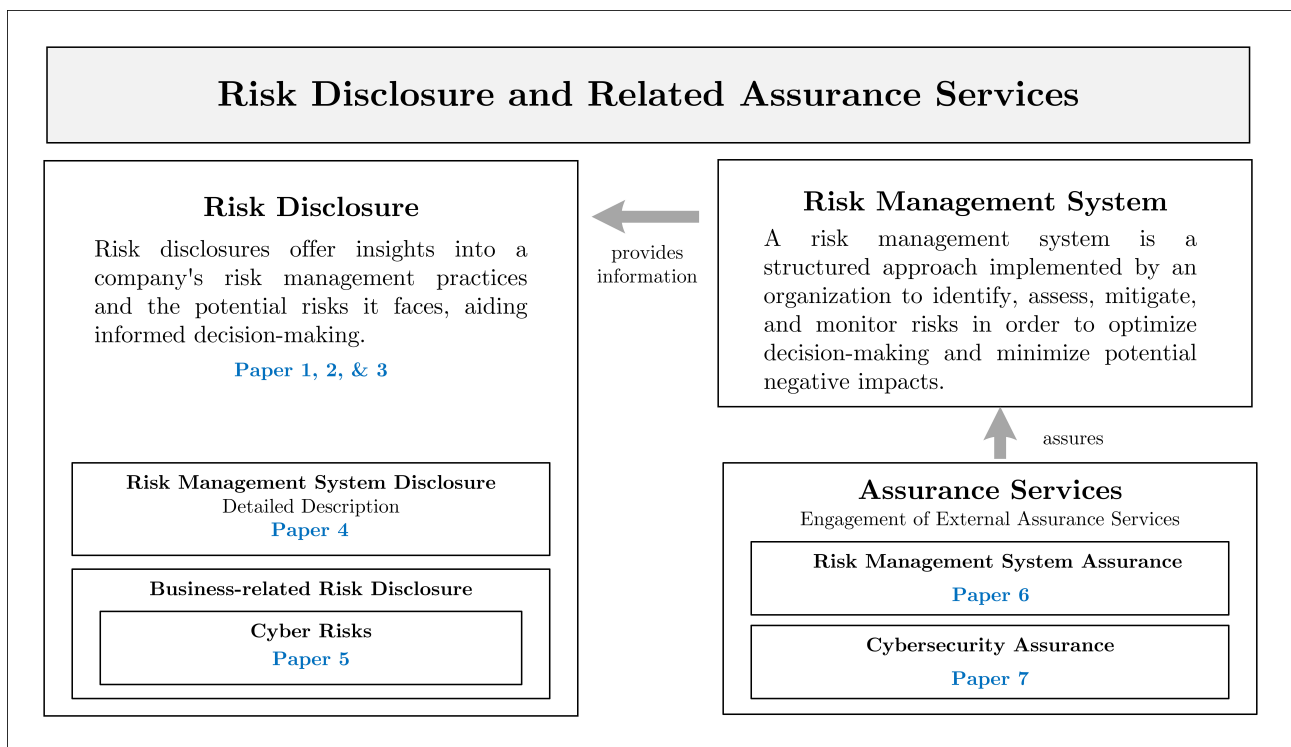 Risk Disclosure and Related Assurance Services
Risk Disclosure
Risk disclosures offer insights into a
company's risk management practices
and the potential risks it faces, aiding
informed decision-making.
Paper 1, 2, & 3
Risk Management System Disclosure
Detailed Description
Paper 4
Business-related Risk Disclosure
Cyber Risks
Paper 5
provides
information
Risk Management System
A risk management system is a
structured approach implemented by an
organization to identify, assess, mitigate,
and monitor risks in order to optimize
decision-making and minimize potential
negative impacts.
assures
Assurance Services
Engagement of External Assurance Services
Risk Management System Assurance
Paper 6
Cybersecurity Assurance
Paper 7